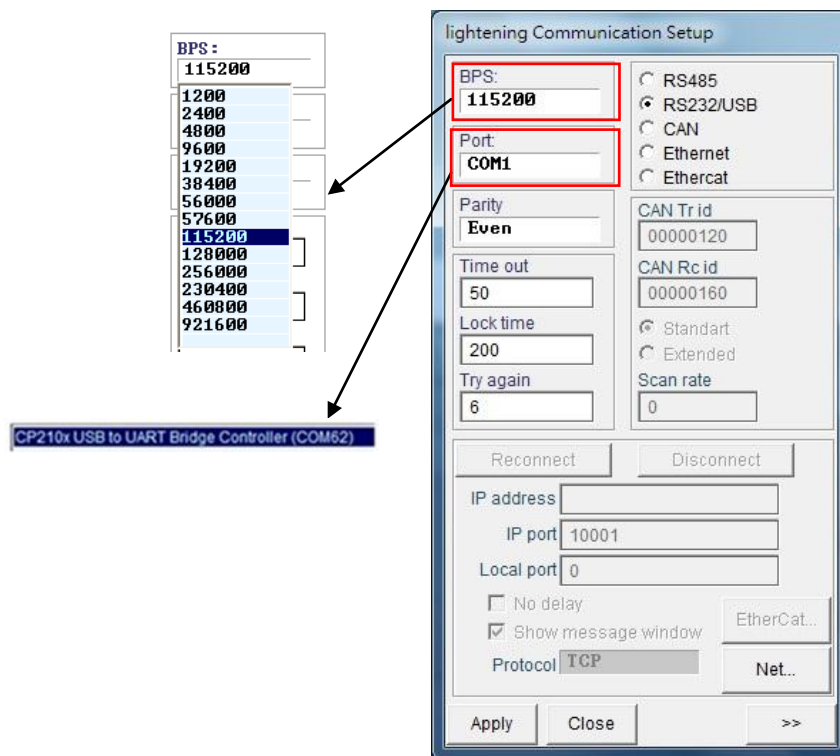 BPS:
115200
1200
2400
4800
9600
19200
38400
56000
57600
115200
128000
256000
230400
460800
921600
CP210x USB to UART Bridge Controller (COM62)
lightening Communication Setup
BPS:
115200
Port:
COM1
Parity
Even
Time out
50
Lock time
200
Try again
6
RS485
RS232/USB
CAN
Ethernet
Ethercat
CAN Tr id
00000120
CAN Rc id
00000160
Standart
Extended
Scan rate
0
Reconnect
Disconnect
IP address
IP port 10001
Local port 0
No delay
Show message window
EtherCat...
Protocol TCP
Net...
Apply
Close
>>